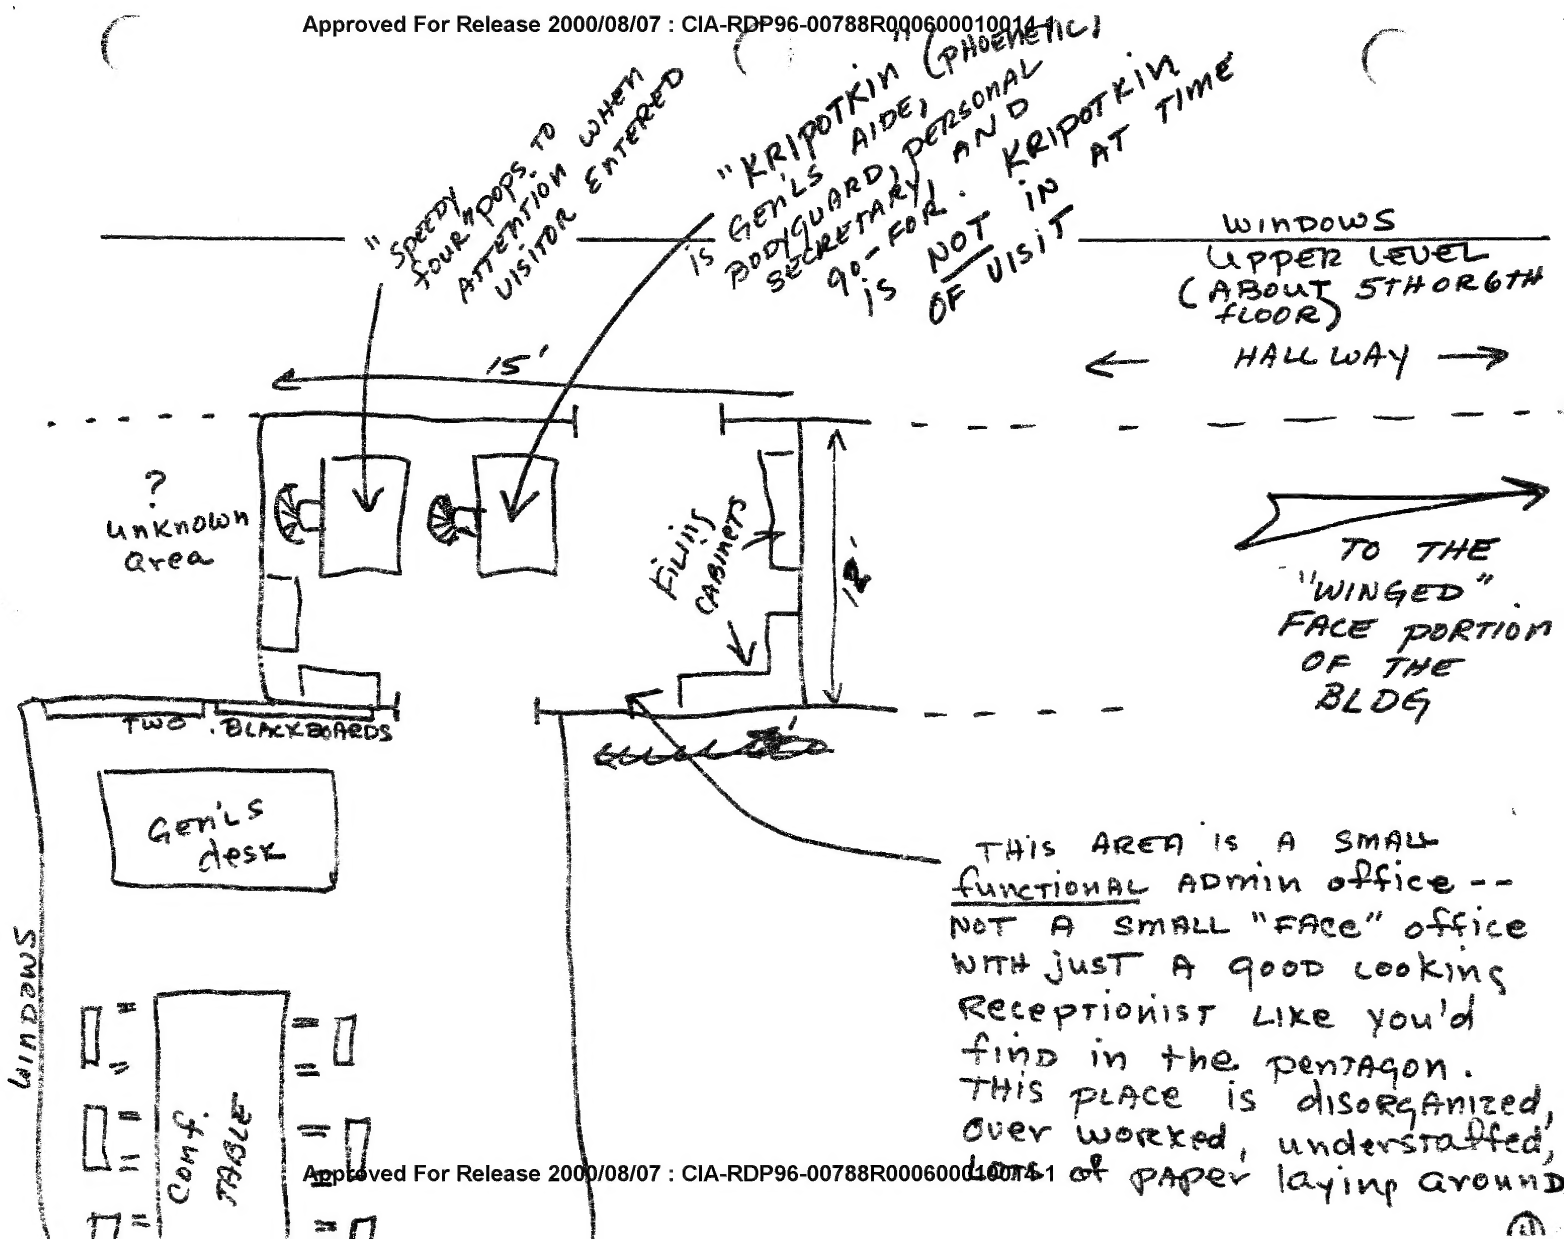 Approved For Release 2000/08/07 : CIA-RDP96-00788R000600010014-1
"SPEEDY
FOUR" POPS TO
ATTENTION WHEN
VISITOR ENTERED
"KRIPOTKIN" (PHOENETIC)
is GEN'LS AIDE,
BODYGUARD, PERSONAL
SECRETARY, AND
go-FOR. KRIPOTKIN
is NOT iN AT TIME
OF VISIT
WINDOWS
UPPER LEVEL
(ABOUT 5TH OR 6TH
FLOOR)
← HALLWAY →
15'
?
unknown
area
FiLiNG
CABINETS
12'
TO THE
"WINGED"
FACE PORTION
OF THE
BLDG
TWO BLACKBOARDS
GEN'LS
desk
WINDOWS
Conf.
TABLE
THiS AREA iS A SMALL
functionAL ADmin office --
NOT A SMALL "FACe" office
WITH jusT A gooD Looking
Receptionist Like you'd
finD in the pentAgon.
THiS pLACe is disorgAnized,
over worked, understaffed,
Lots of pAper laying arounD
Approved For Release 2000/08/07 : CIA-RDP96-00788R000600010014-1